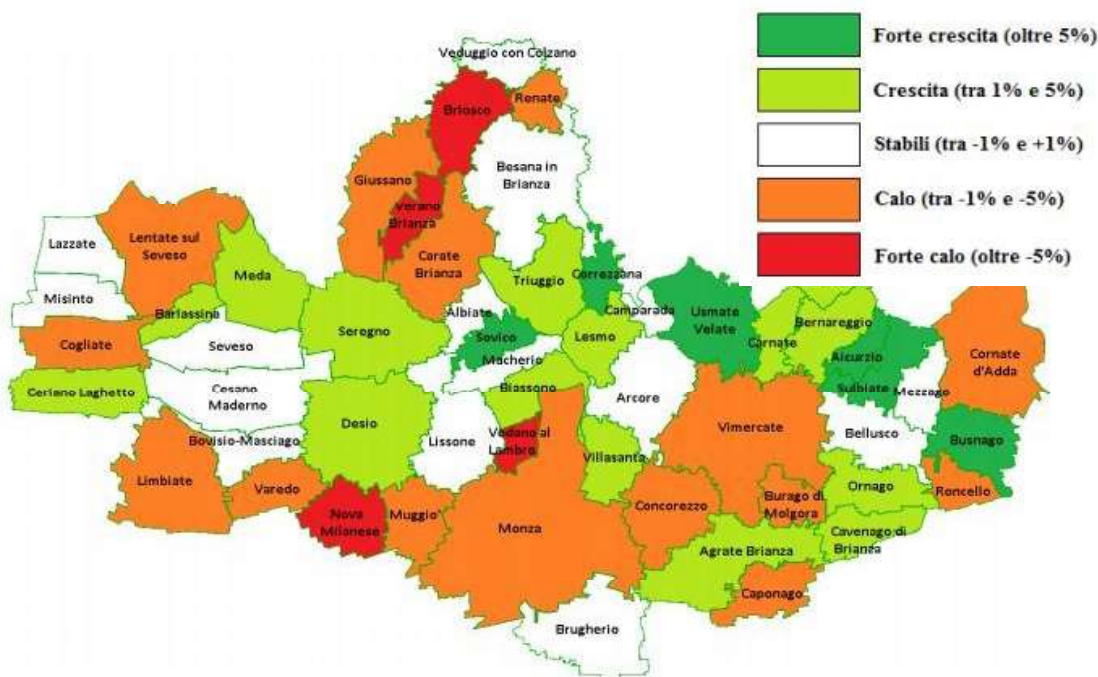 Forte crescita (oltre 5%)
Crescita (tra 1% e 5%)
Stabili (tra -1% e +1%)
Calo (tra -1% e -5%)
Forte calo (oltre -5%)
Veduggio con Colzano
Briosco
Renate
Besana in
Brianza
Giussano
Verano
Brianza
Carate
Brianza
Lazzate
Lentate sul
Seveso
Meda
Misinto
Barlassina
Cogliate
Seveso
Seregno
Triuggio
Correzzana
Albiate
Camparada
Sovico
Macherio
Lesmo
Usmate
Velate
Carnate
Bernareggio
Aicurzio
Sulbiate
Mezzago
Cornate
d'Adda
Ceriano Laghetto
Cesano
Maderno
Desio
Biassono
Arcore
Bovisio-Masciago
Lissone
Vedano al
Lambro
Villasanta
Vimercate
Bellusco
Busnago
Limbiate
Varedo
Nova
Milanese
Muggio'
Monza
Concorezzo
Burago di
Molgora
Ornago
Roncello
Agrate Brianza
Cavenago di
Brianza
Caponago
Brugherio